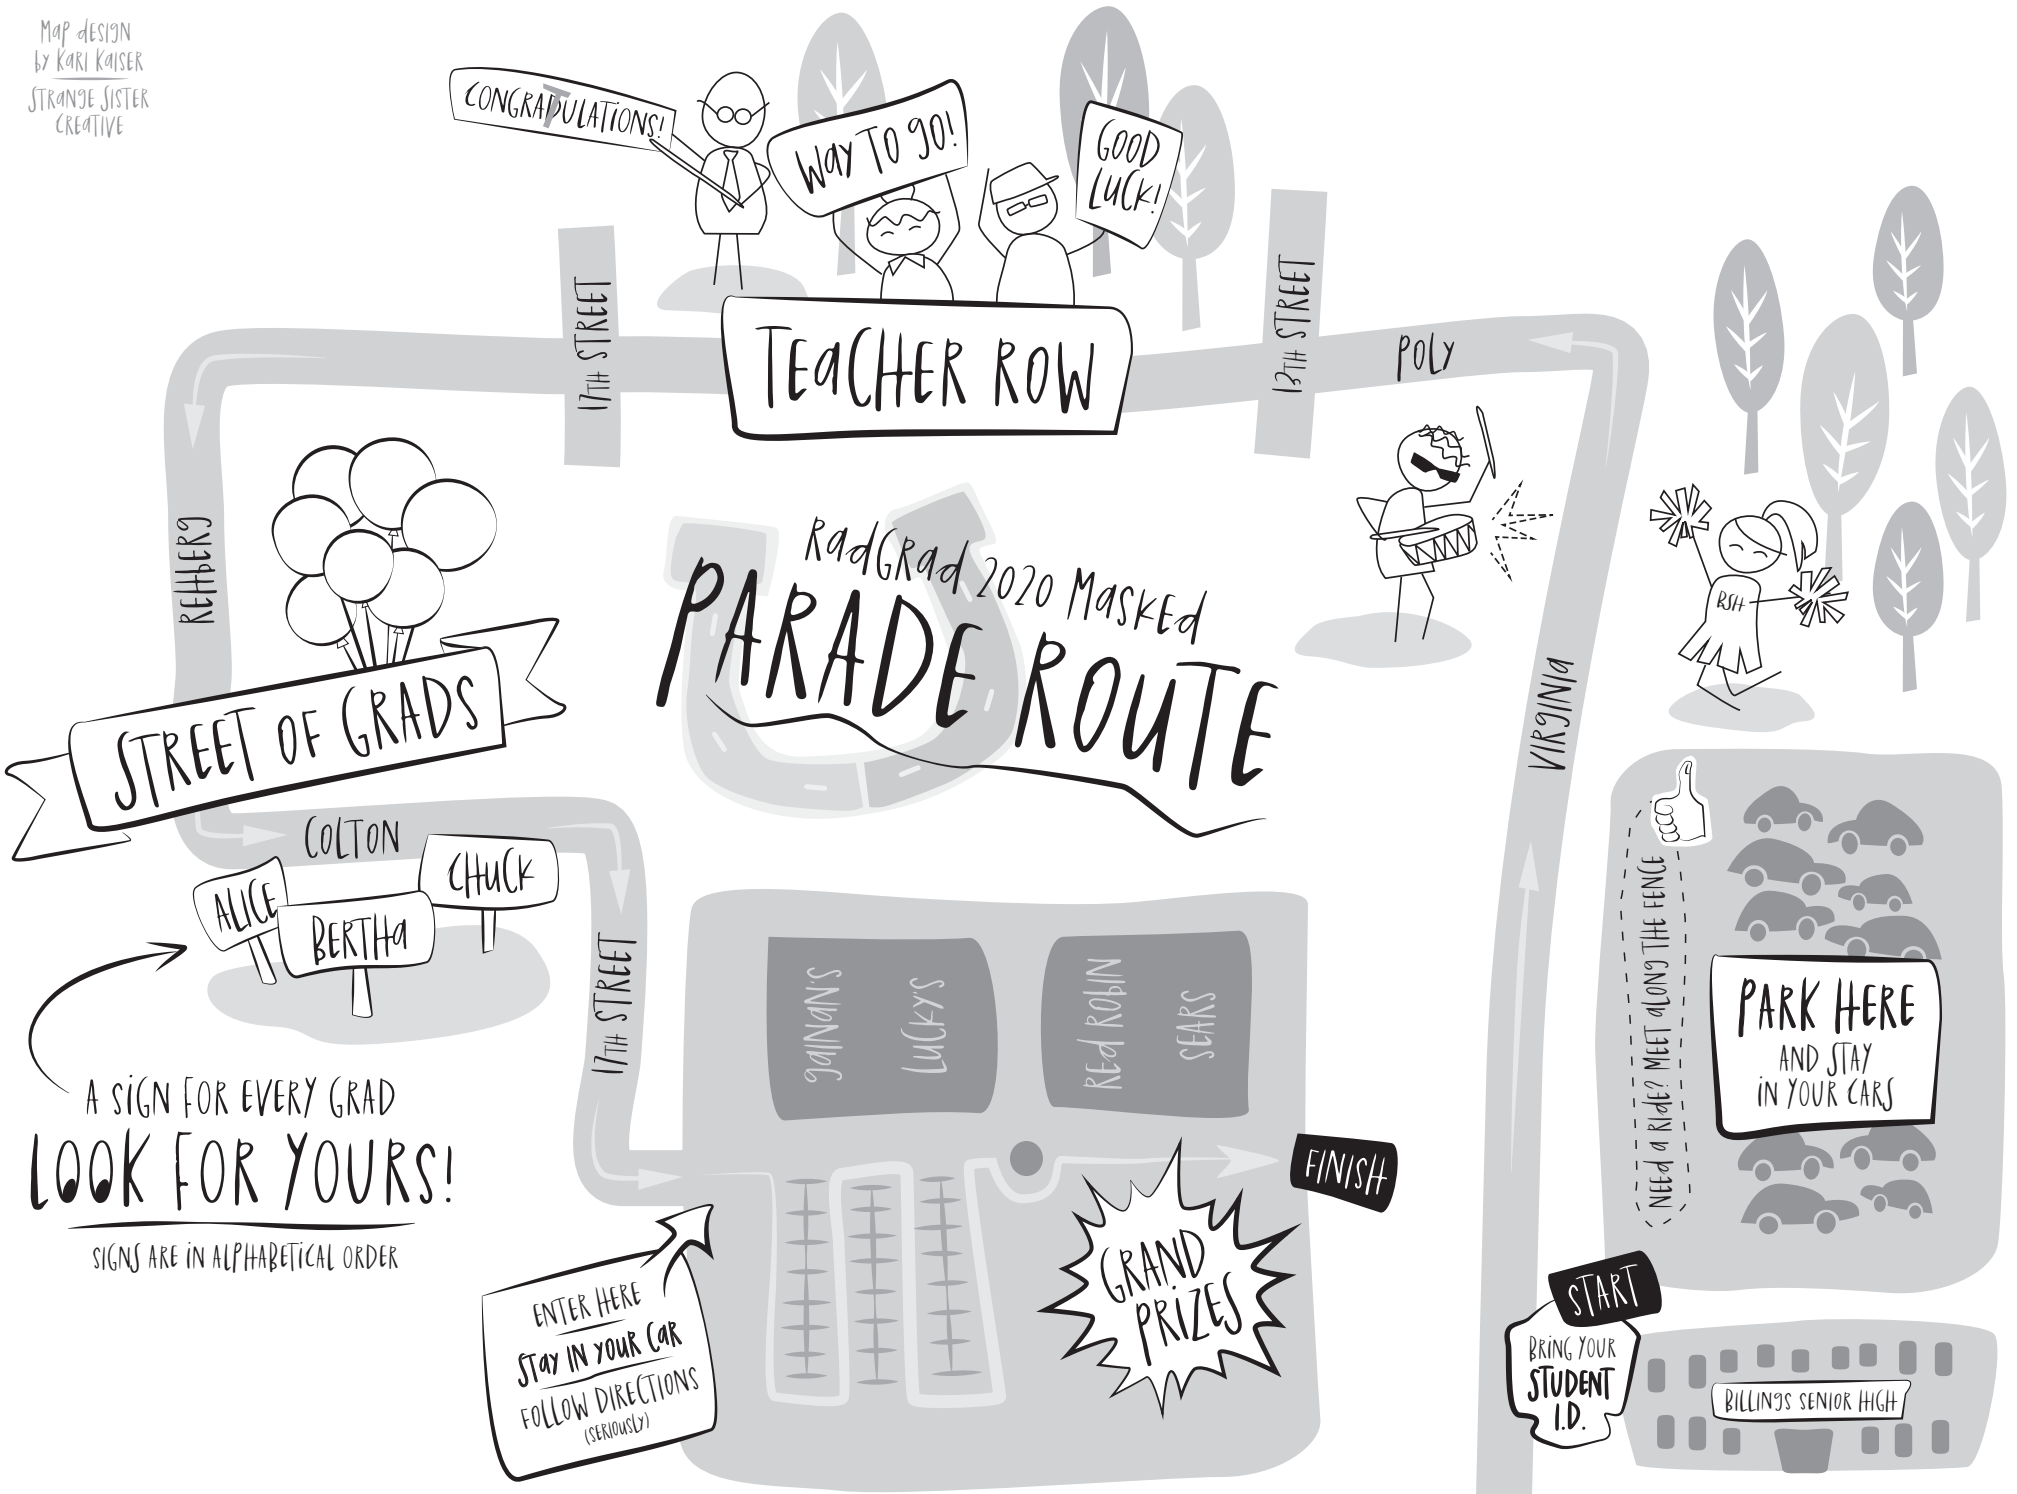 Map design
by Kari Kaiser
Strange Sister
Creative
CONGRATULATIONS!
WAY TO GO!
GOOD
LUCK!
17TH STREET
TEACHER ROW
13TH STREET
POLY
REHBERG
RadGrad 2020 Masked
PARADE ROUTE
BSH
VIRGINIA
STREET OF GRADS
COLTON
ALICE
BERTHA
CHUCK
17TH STREET
A SIGN FOR EVERY GRAD
LOOK FOR YOURS!
SIGNS ARE IN ALPHABETICAL ORDER
GAINAN'S
LUCKY'S
RED ROBIN
SEARS
ENTER HERE
STAY IN YOUR CAR
FOLLOW DIRECTIONS
(SERIOUSLY)
GRAND
PRIZES
FINISH
NEED A RIDE? MEET ALONG THE FENCE
PARK HERE
AND STAY
IN YOUR CARS
START
BRING YOUR
STUDENT
I.D.
BILLINGS SENIOR HIGH